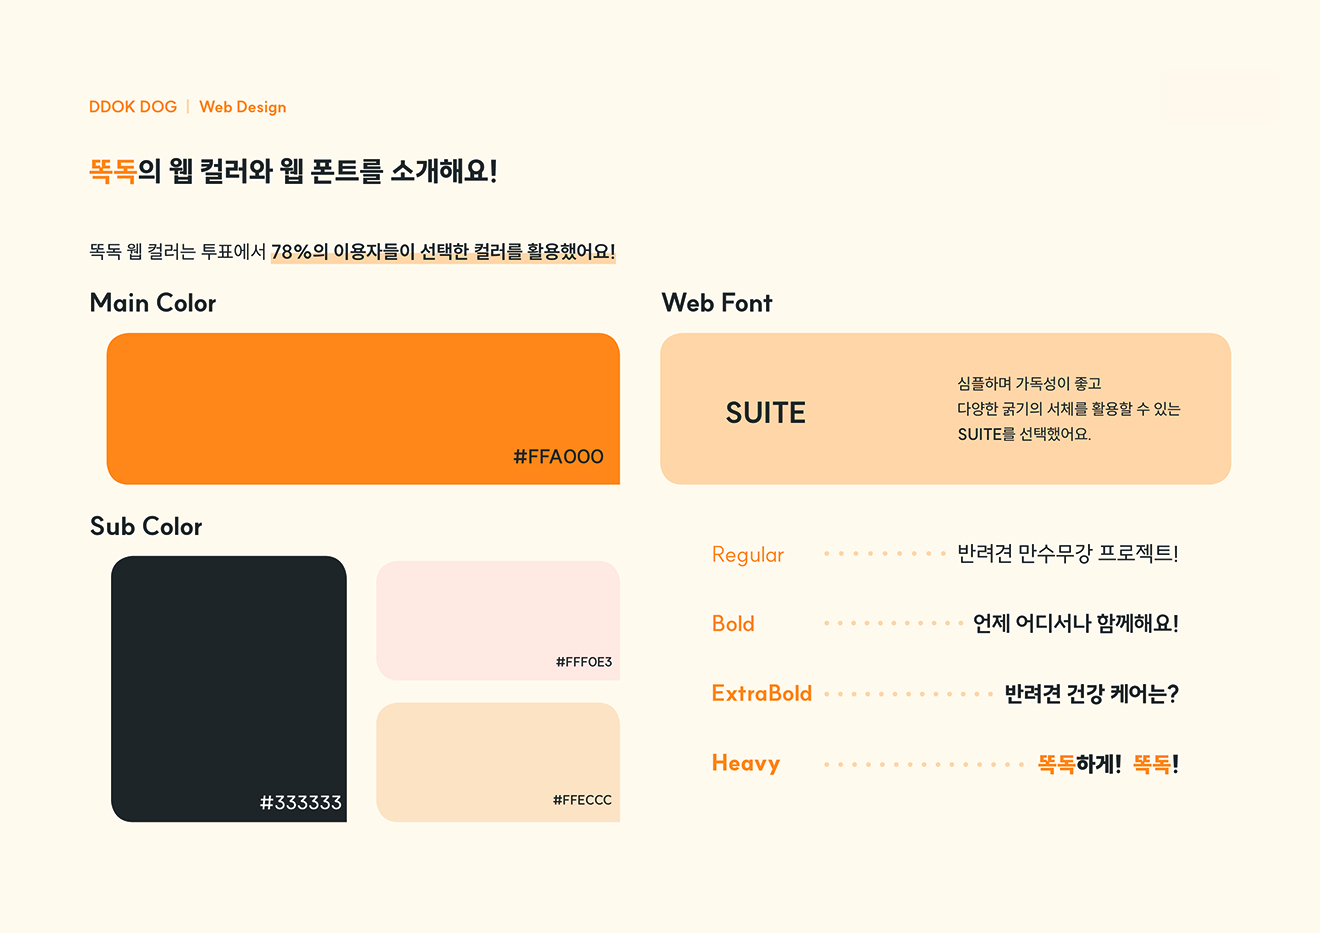 DDOK DOG | Web Design
똑독의 웹 컬러와 웹 폰트를 소개해요!
똑독 웹 컬러는 투표에서 78%의 이용자들이 선택한 컬러를 활용했어요!
Main Color
#FFA000
Sub Color
#333333
#FFF0E3
#FFECCC
Web Font
SUITE
심플하며 가독성이 좋고
다양한 굵기의 서체를 활용할 수 있는
SUITE를 선택했어요.
Regular 반려견 만수무강 프로젝트!
Bold 언제 어디서나 함께해요!
ExtraBold 반려견 건강 케어는?
Heavy 똑독하게! 똑독!